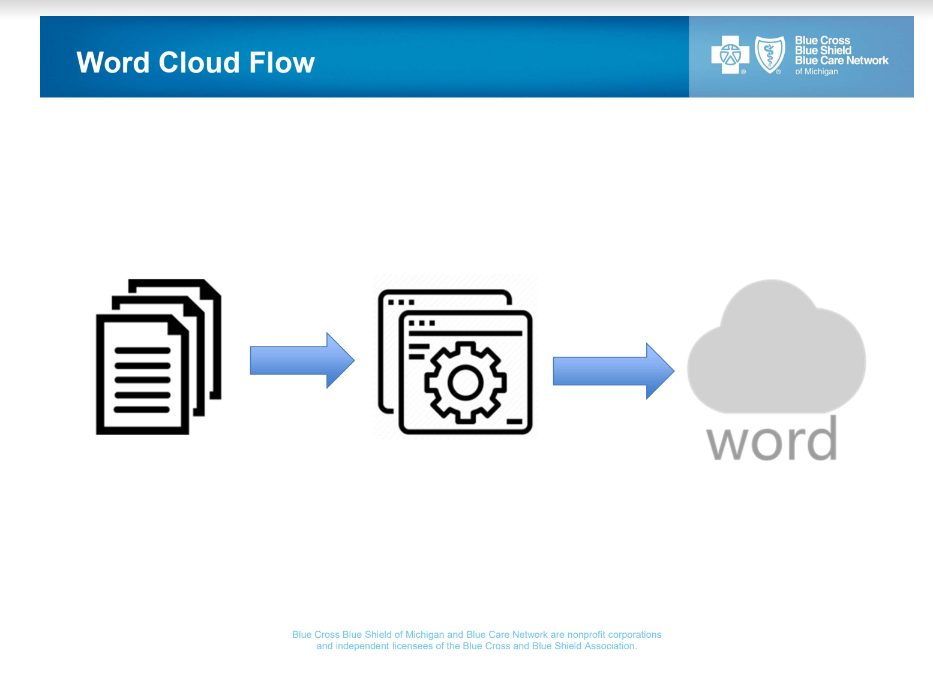 Word Cloud Flow
Blue Cross
Blue Shield
Blue Care Network
of Michigan
word
Blue Cross Blue Shield of Michigan and Blue Care Network are nonprofit corporations
and independent licensees of the Blue Cross and Blue Shield Association.